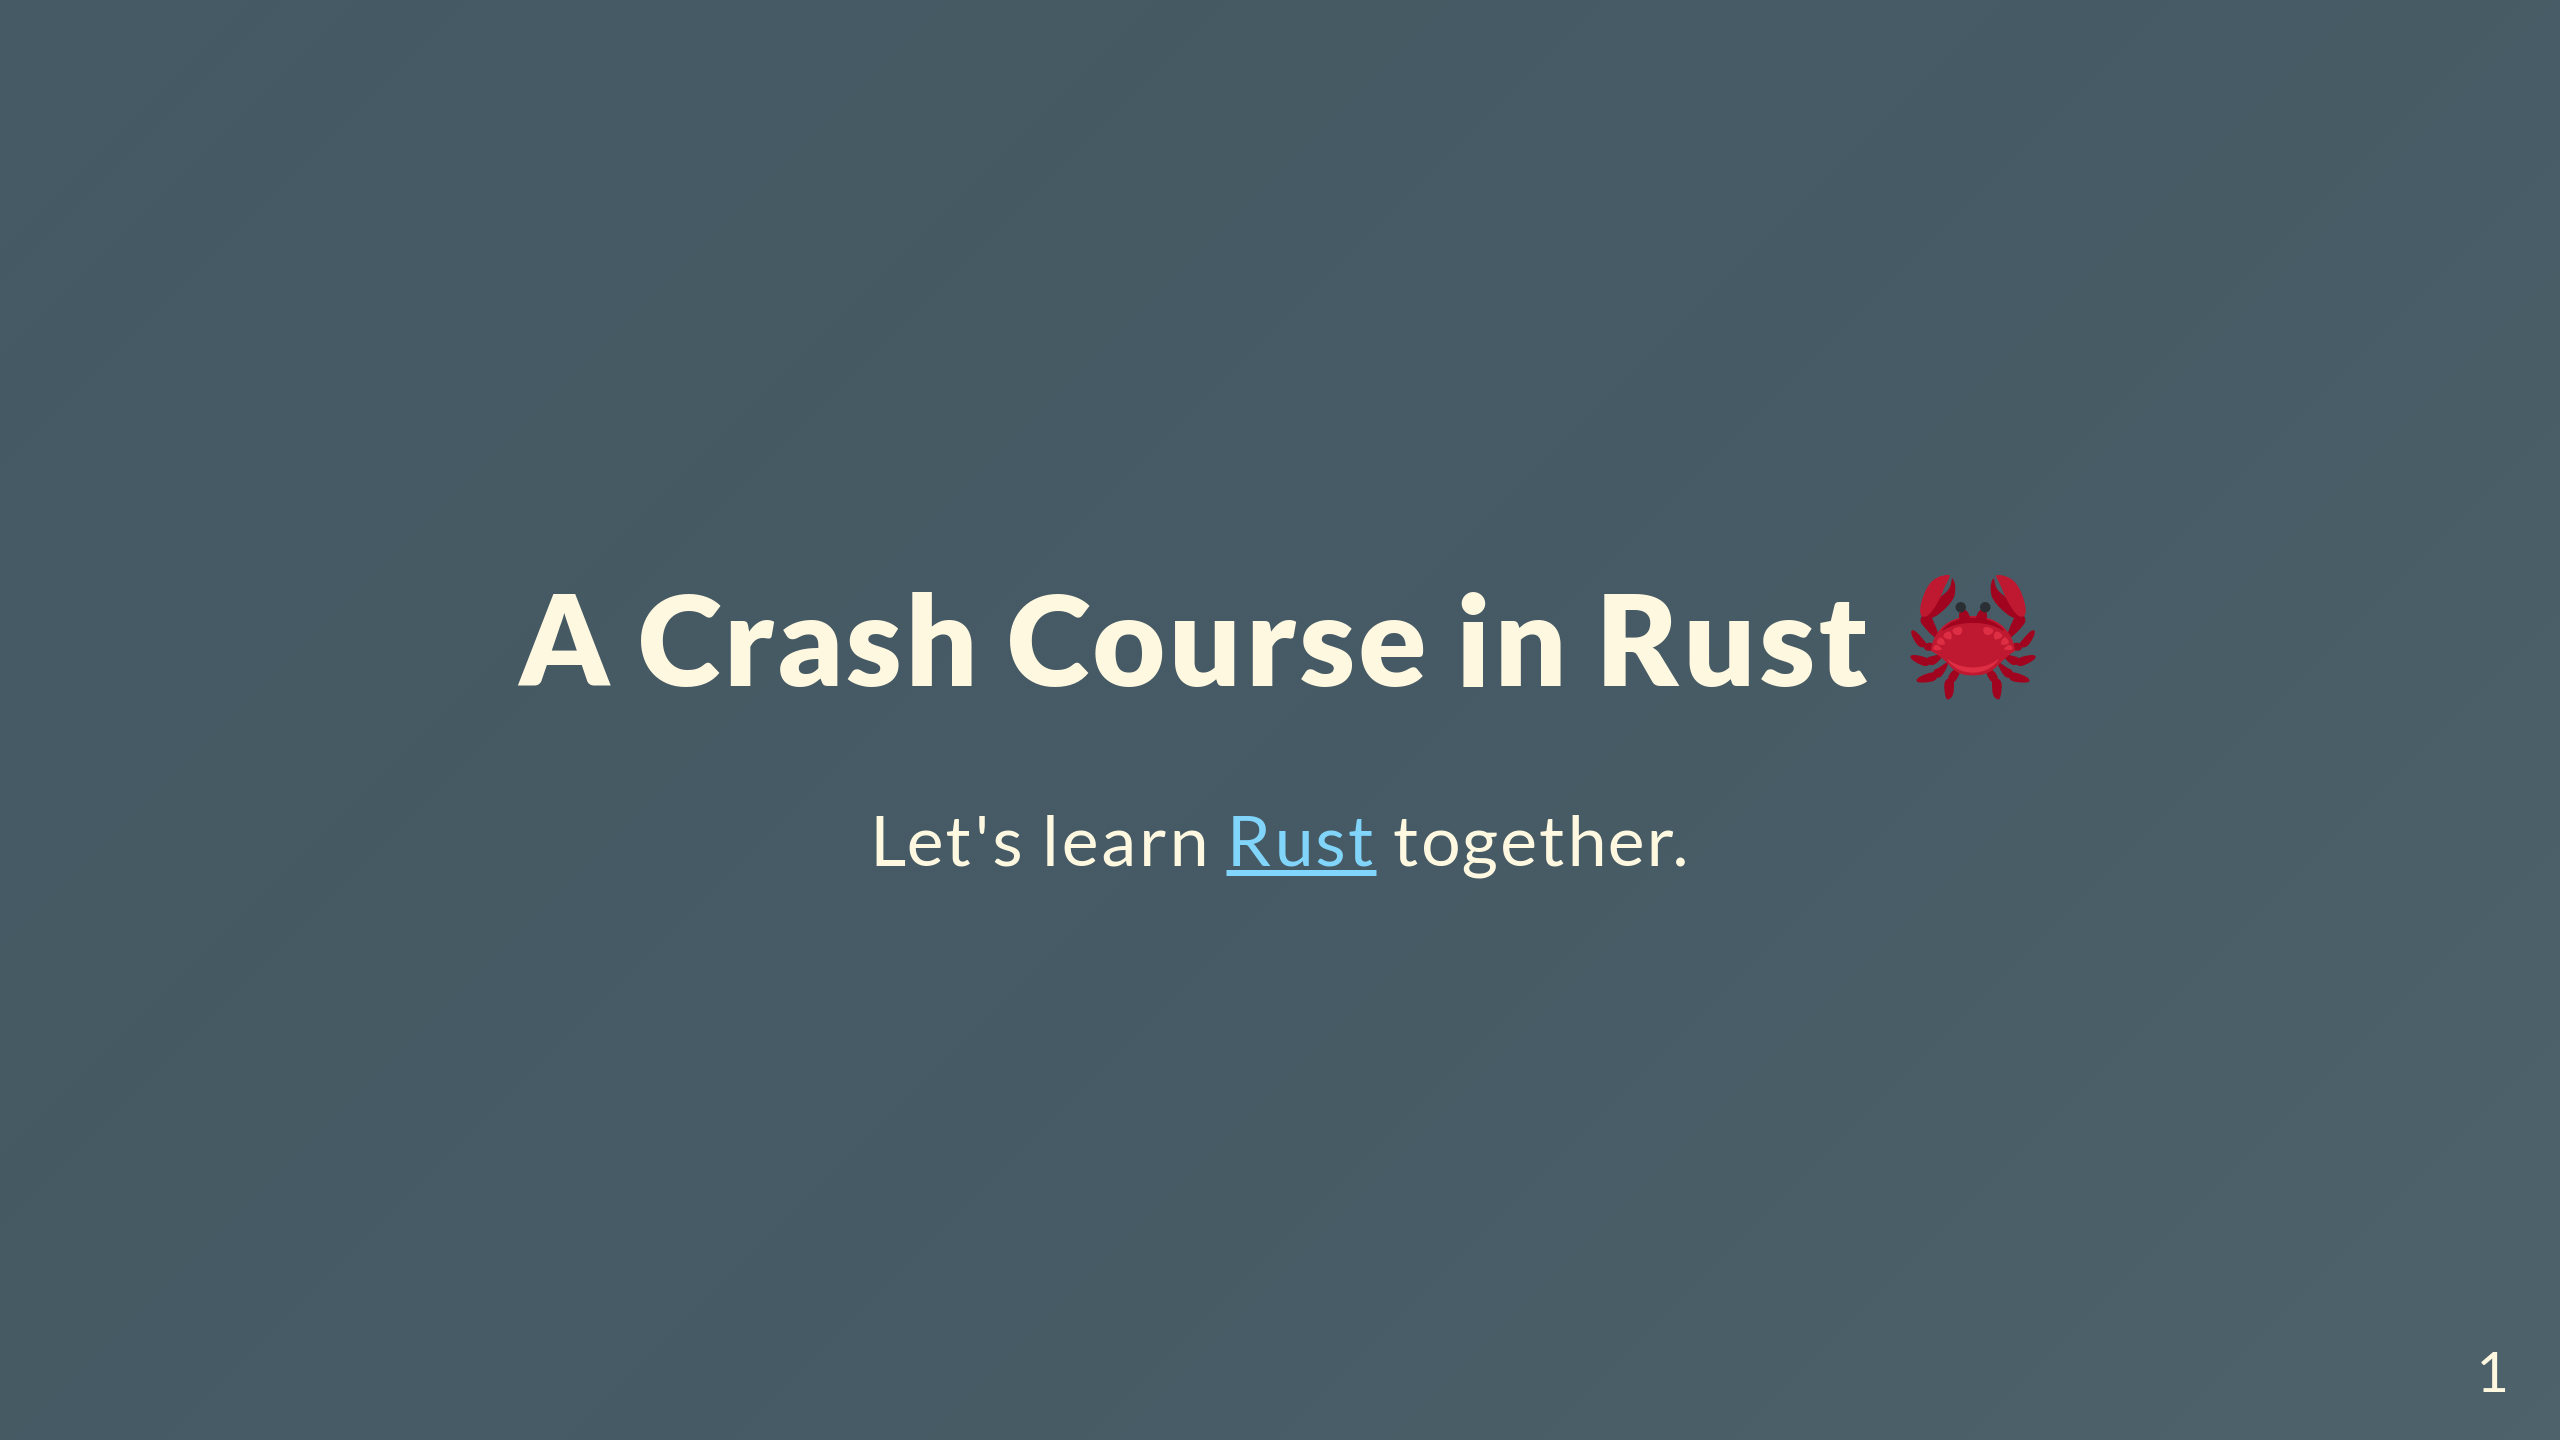 A Crash Course in Rust 🦀
Let's learn Rust together.
1